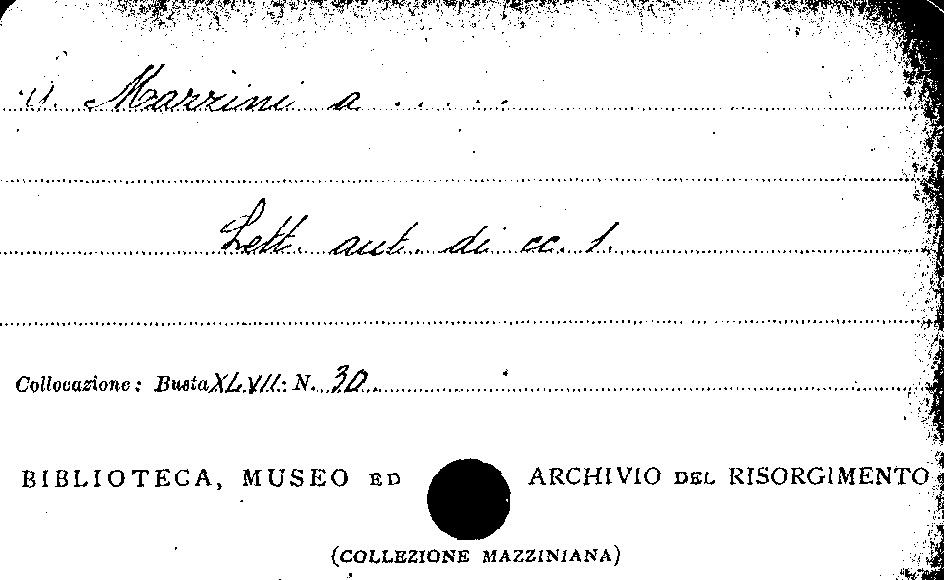 Mazzini a . . . . .
Lett. aut. di cc. 1.
Collocazione: Busta XLVII. N. 30
BIBLIOTECA, MUSEO ED ARCHIVIO DEL RISORGIMENTO
(COLLEZIONE MAZZINIANA)